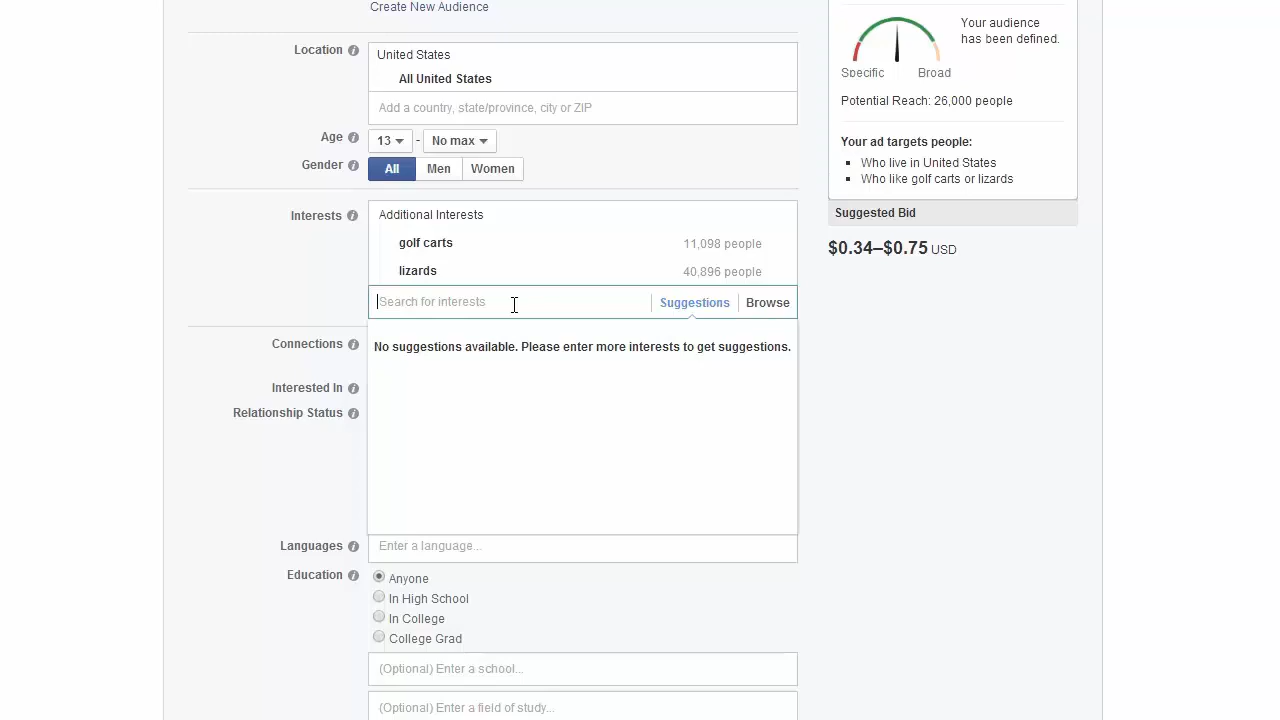 Create New Audience
Location
United States
All United States
Add a country, state/province, city or ZIP
Age
13 - No max
Gender
All Men Women
Interests
Additional Interests
golf carts 11,098 people
lizards 40,896 people
Search for interests Suggestions Browse
No suggestions available. Please enter more interests to get suggestions.
Connections
Interested In
Relationship Status
Languages
Enter a language...
Education
Anyone
In High School
In College
College Grad
(Optional) Enter a school...
(Optional) Enter a field of study...
Your audience
has been defined.
Specific Broad
Potential Reach: 26,000 people
Your ad targets people:
Who live in United States
Who like golf carts or lizards
Suggested Bid
$0.34–$0.75 USD